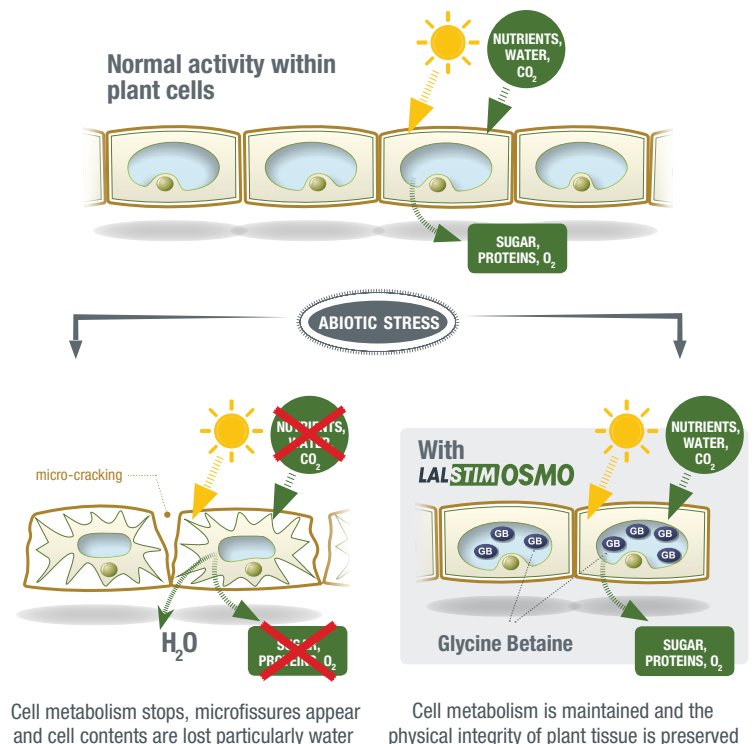 Normal activity within
plant cells
NUTRIENTS,
WATER,
CO₂
SUGAR,
PROTEINS, O₂
ABIOTIC STRESS
micro-cracking
NUTRIENTS,
WATER
CO₂
H₂O
SUGAR,
PROTEINS, O₂
Cell metabolism stops, microfissures appear
and cell contents are lost particularly water
With
LALSTIM OSMO
NUTRIENTS,
WATER,
CO₂
GB
GB
GB
GB
GB
GB
GB
GB
Glycine Betaine
SUGAR,
PROTEINS, O₂
Cell metabolism is maintained and the
physical integrity of plant tissue is preserved